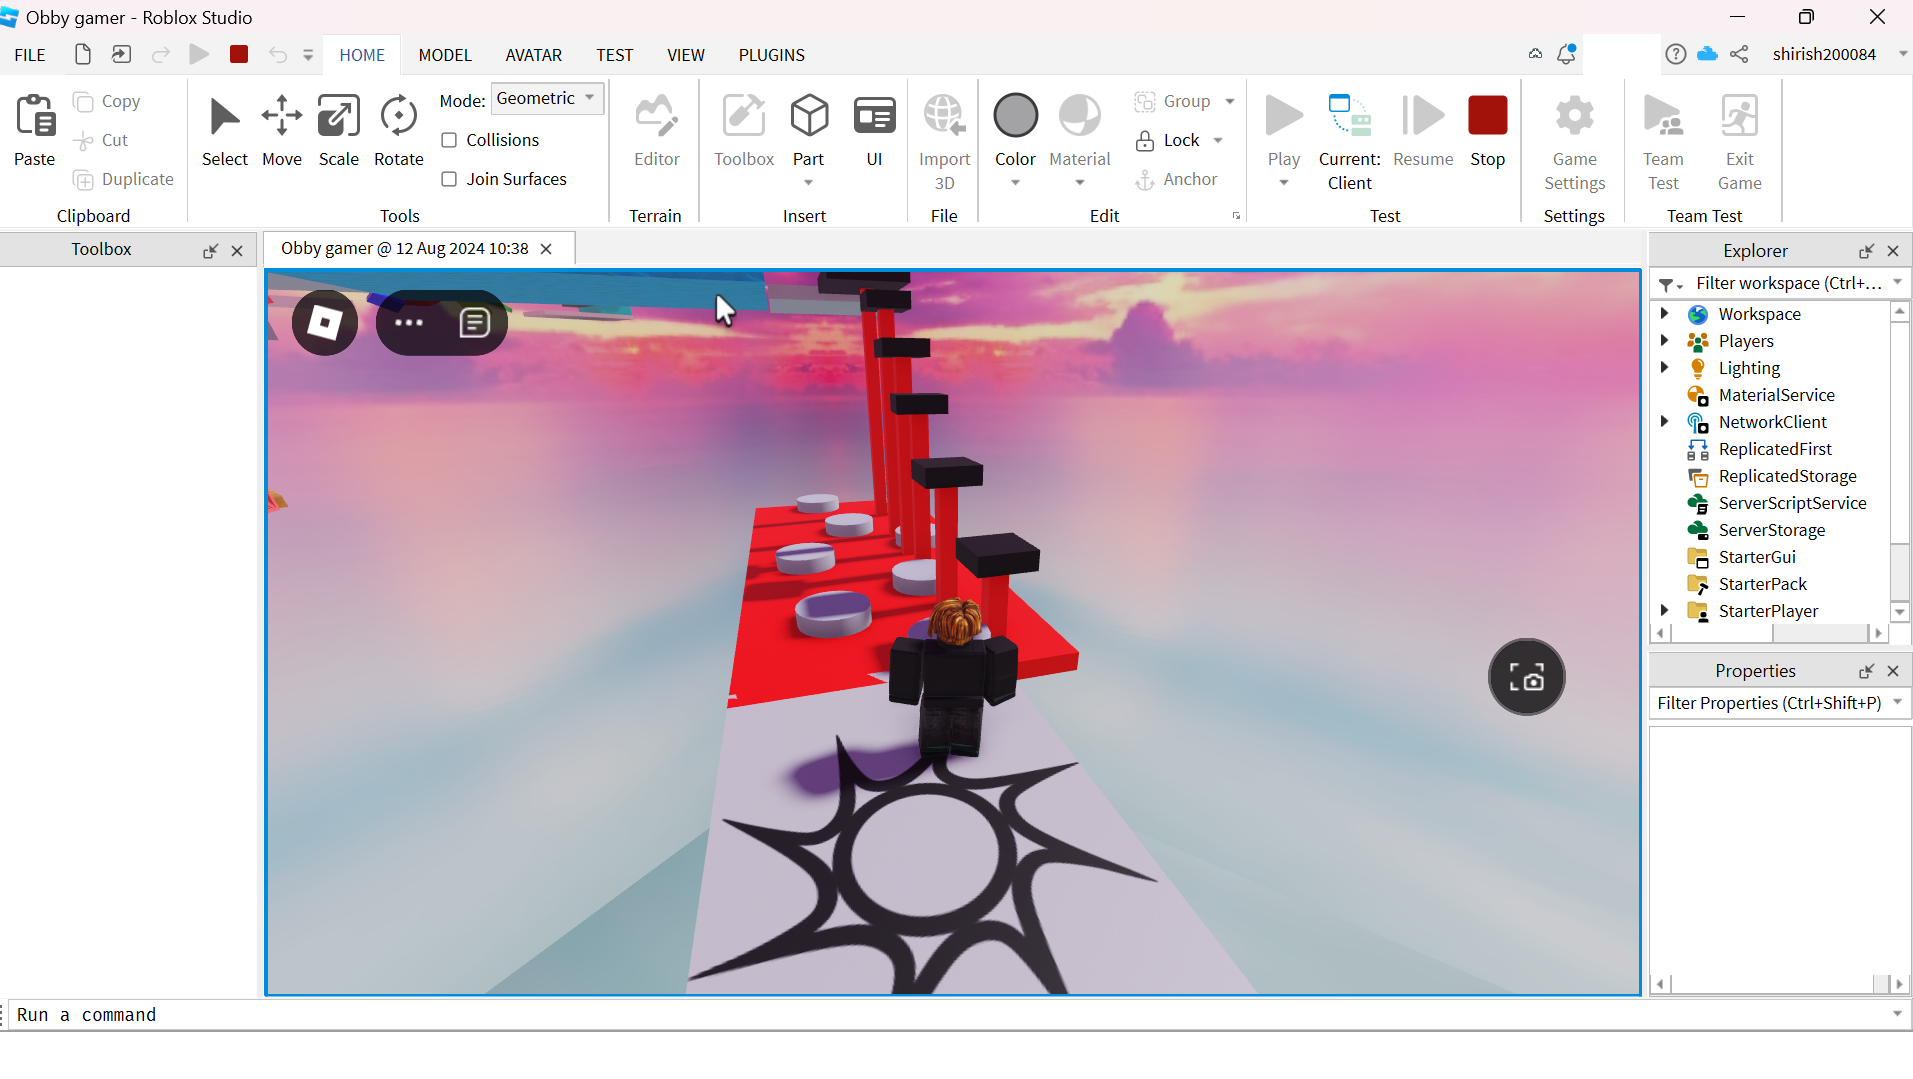 Obby gamer - Roblox Studio
FILE HOME MODEL AVATAR TEST VIEW PLUGINS shirish200084
Paste Copy Cut Duplicate
Clipboard
Select Move Scale Rotate
Mode: Geometric
Collisions
Join Surfaces
Tools
Editor
Terrain
Toolbox Part UI
Insert
Import
3D
File
Color Material
Group
Lock
Anchor
Edit
Play Current: Resume Stop
Client
Test
Game
Settings
Settings
Team Exit
Test Game
Team Test
Toolbox
Obby gamer @ 12 Aug 2024 10:38
Explorer
Filter workspace (Ctrl+...
Workspace
Players
Lighting
MaterialService
NetworkClient
ReplicatedFirst
ReplicatedStorage
ServerScriptService
ServerStorage
StarterGui
StarterPack
StarterPlayer
Properties
Filter Properties (Ctrl+Shift+P)
Run a command